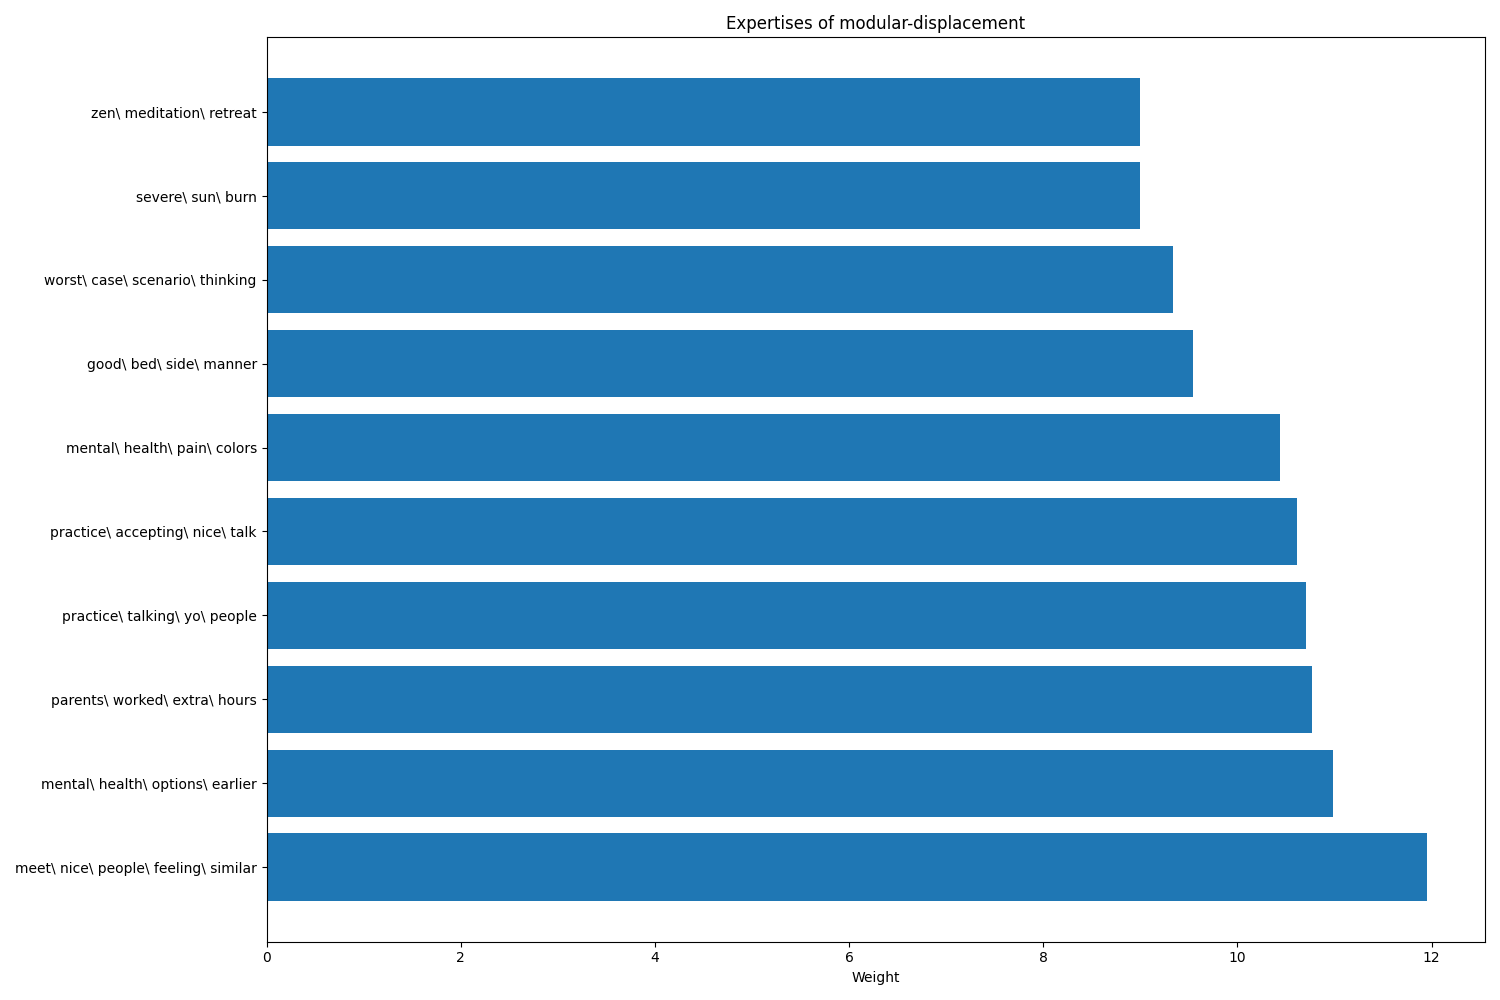 Expertises of modular-displacement
zen\ meditation\ retreat
severe\ sun\ burn
worst\ case\ scenario\ thinking
good\ bed\ side\ manner
mental\ health\ pain\ colors
practice\ accepting\ nice\ talk
practice\ talking\ yo\ people
parents\ worked\ extra\ hours
mental\ health\ options\ earlier
meet\ nice\ people\ feeling\ similar
0 2 4 6 8 10 12
Weight